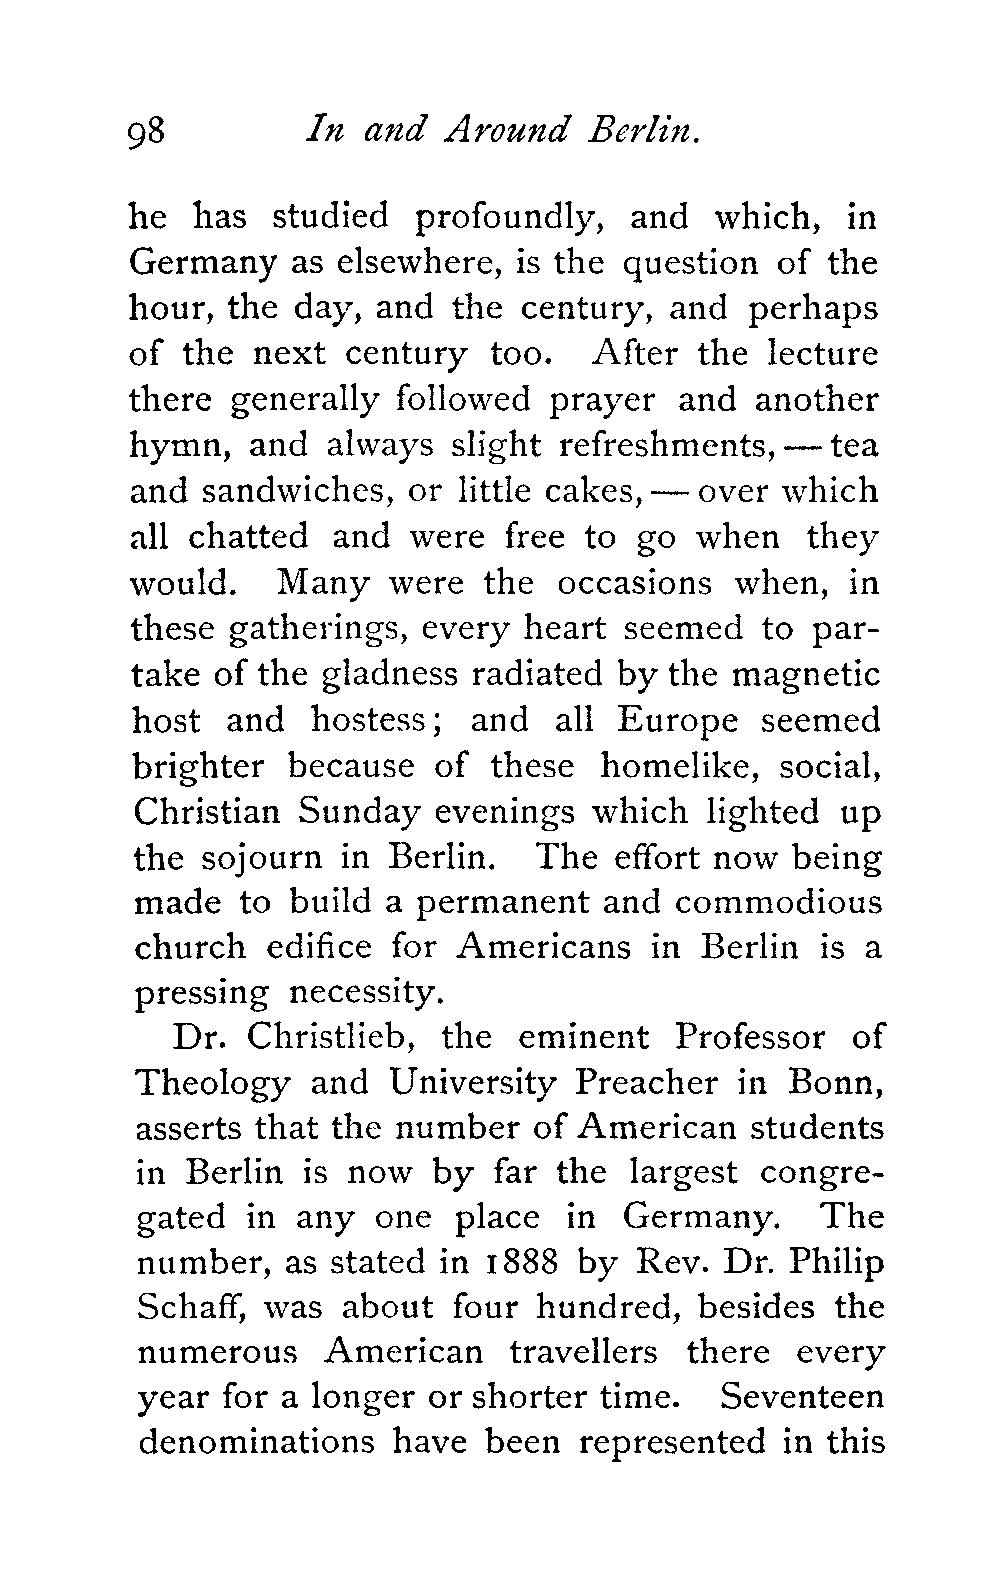 98 In and Around Berlin.
he has studied profoundly, and which, in
Germany as elsewhere, is the question of the
hour, the day, and the century, and perhaps
of the next century too. After the lecture
there generally followed prayer and another
hymn, and always slight refreshments, — tea
and sandwiches, or little cakes, — over which
all chatted and were free to go when they
would. Many were the occasions when, in
these gatherings, every heart seemed to par-
take of the gladness radiated by the magnetic
host and hostess; and all Europe seemed
brighter because of these homelike, social,
Christian Sunday evenings which lighted up
the sojourn in Berlin. The effort now being
made to build a permanent and commodious
church edifice for Americans in Berlin is a
pressing necessity.
Dr. Christlieb, the eminent Professor of
Theology and University Preacher in Bonn,
asserts that the number of American students
in Berlin is now by far the largest congre-
gated in any one place in Germany. The
number, as stated in 1888 by Rev. Dr. Philip
Schaff, was about four hundred, besides the
numerous American travellers there every
year for a longer or shorter time. Seventeen
denominations have been represented in this